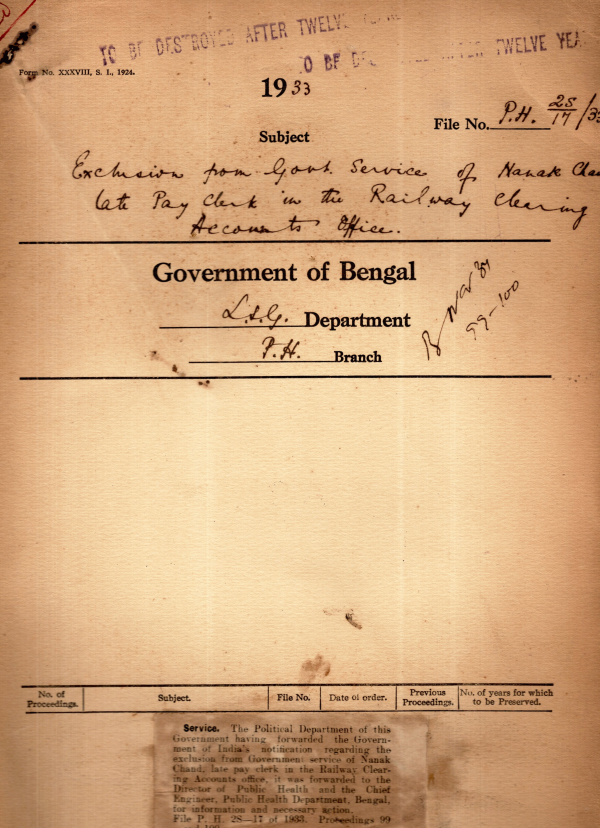 TO BE DESTROYED AFTER TWELVE
TO BE AFTER TWELVE YEA
Form No. XXXVIII, S. I., 1924.
1933
File No. P.H. 2S/17/33
Subject
Exclusion from Govt. Service of Nanak Chan
late Pay Clerk in the Railway Clearing
Accounts Office.
Government of Bengal
L.S.G. Department
P.H. Branch
99-100
No. of Proceedings.
Subject.
File No.
Date of order.
Previous Proceedings.
No. of years for which to be Preserved.
Service. The Political Department of this
Government having forwarded the Govern-
ment of India's notification regarding the
exclusion from Government service of Nanak
Chand, late pay clerk in the Railway Clear-
ing Accounts office, it was forwarded to the
Director of Public Health and the Chief
Engineer, Public Health Department, Bengal,
for information and necessary action.
File P. H. 2S—17 of 1933. Proceedings 99